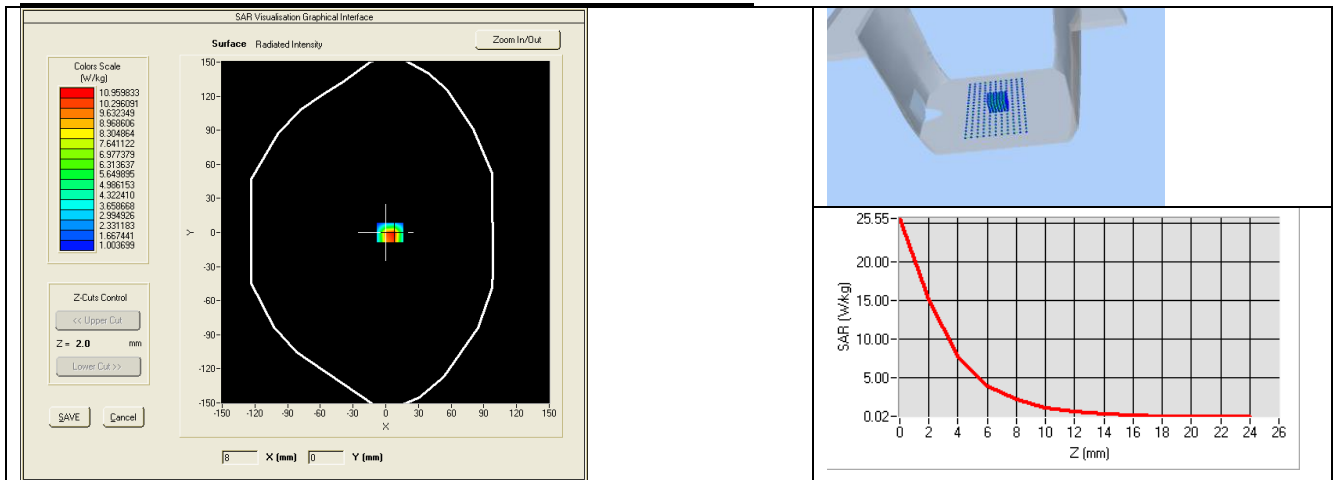 SAR Visualisation Graphical Interface
Surface Radiated Intensity
Zoom In/Out
Colors Scale
(W/kg)
10.959833
10.296091
9.632349
8.968606
8.304864
7.641122
6.977379
6.313637
5.649895
4.986153
4.322410
3.658668
2.994926
2.331183
1.667441
1.003699
Z-Cuts Control
<< Upper Cut
Z = 2.0 mm
Lower Cut >>
SAVE Cancel
150
120
90
60
30
0
-30
-60
-90
-120
-150
Y
-150 -120 -90 -60 -30 0 30 60 90 120 150
X
8 X (mm) 0 Y (mm)
25.55
20.00
15.00
10.00
5.00
0.02
SAR (W/kg)
0 2 4 6 8 10 12 14 16 18 20 22 24 26
Z (mm)